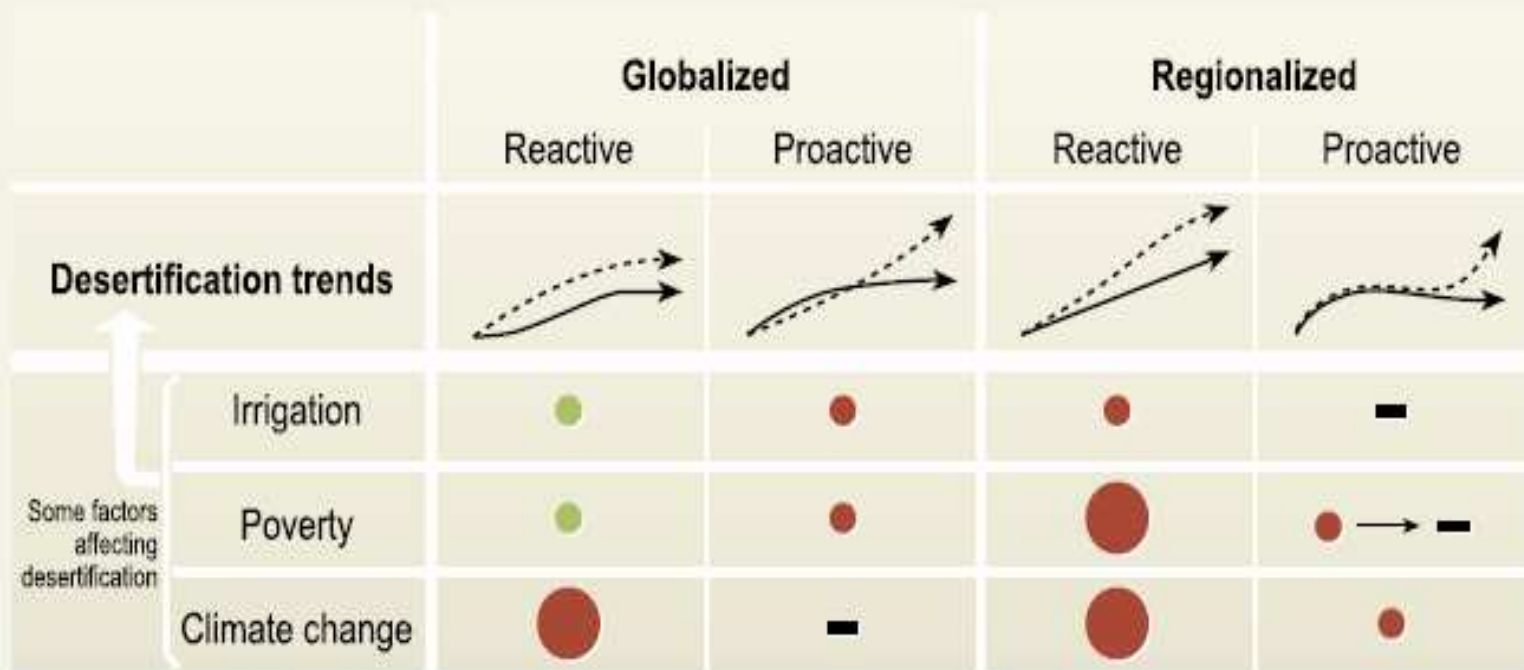 Globalized Regionalized
Reactive Proactive Reactive Proactive
Desertification trends
Irrigation
Some factors
affecting
desertification
Poverty
Climate change